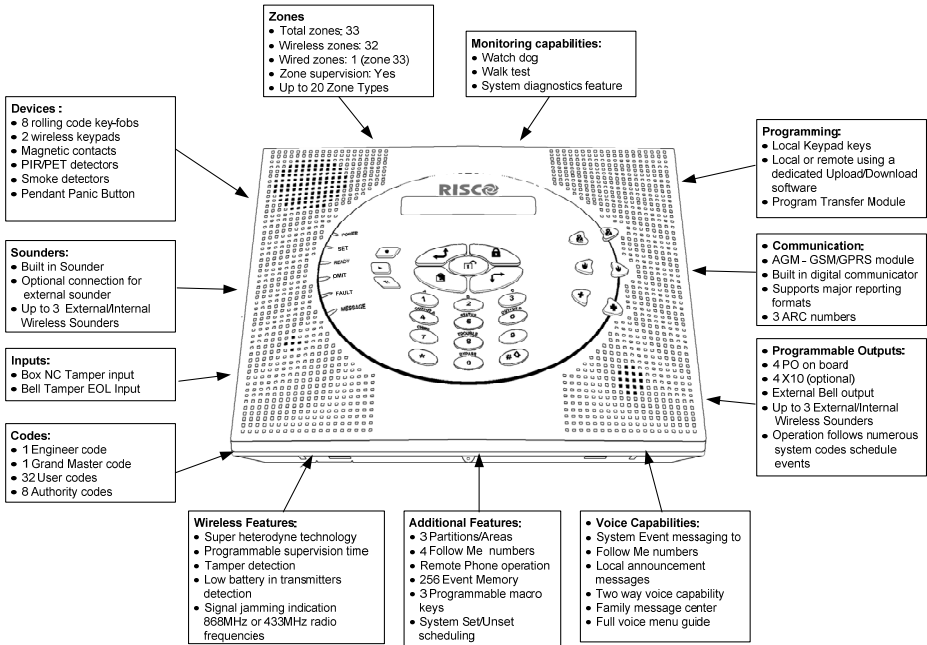 Zones
• Total zones: 33
• Wireless zones: 32
• Wired zones: 1 (zone 33)
• Zone supervision: Yes
• Up to 20 Zone Types
Monitoring capabilities:
• Watch dog
• Walk test
• System diagnostics feature
Devices :
• 8 rolling code key-fobs
• 2 wireless keypads
• Magnetic contacts
• PIR/PET detectors
• Smoke detectors
• Pendant Panic Button
Programming:
• Local Keypad keys
• Local or remote using a
dedicated Upload/Download
software
• Program Transfer Module
Sounders:
• Built in Sounder
• Optional connection for
external sounder
• Up to 3 External/Internal
Wireless Sounders
• Communication:
• AGM - GSM/GPRS module
• Built in digital communicator
• Supports major reporting
formats
• 3 ARC numbers
Inputs:
• Box NC Tamper input
• Bell Tamper EOL Input
• Programmable Outputs:
• 4 PO on board
• 4 X10 (optional)
• External Bell output
• Up to 3 External/Internal
Wireless Sounders
• Operation follows numerous
system codes schedule
events
Codes:
• 1 Engineer code
• 1 Grand Master code
• 32 User codes
• 8 Authority codes
RISCO
POWER
SET
READY
OMIT
FAULT
MESSAGE
1
2
3
4
STATUS
7
TROUBLE
9
*
BYPASS
0
#
Wireless Features:
• Super heterodyne technology
• Programmable supervision time
• Tamper detection
• Low battery in transmitters
detection
• Signal jamming indication
868MHz or 433MHz radio
frequencies
Additional Features:
• 3 Partitions/Areas
• 4 Follow Me numbers
• Remote Phone operation
• 256 Event Memory
• 3 Programmable macro
keys
• System Set/Unset
scheduling
• Voice Capabilities:
• System Event messaging to
• Follow Me numbers
• Local announcement
messages
• Two way voice capability
• Family message center
• Full voice menu guide